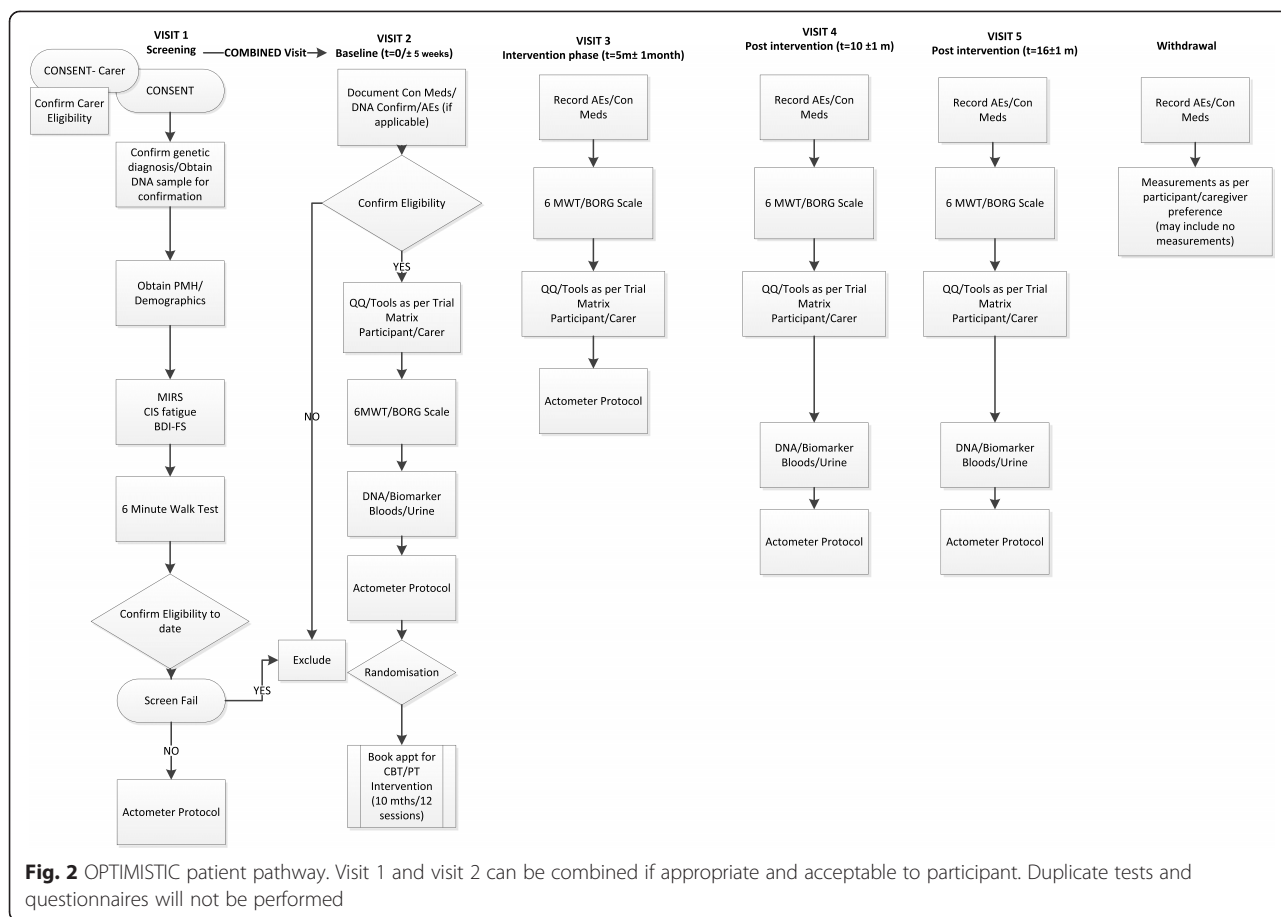 VISIT 1
Screening
COMBINED Visit
CONSENT- Carer
CONSENT
Confirm Carer
Eligibility
Confirm genetic
diagnosis/Obtain
DNA sample for
confirmation
Obtain PMH/
Demographics
MIRS
CIS fatigue
BDI-FS
6 Minute Walk Test
Confirm Eligibility to
date
Screen Fail
YES
NO
Actometer Protocol
Exclude
VISIT 2
Baseline (t=0/± 5 weeks)
Document Con Meds/
DNA Confirm/AEs (if
applicable)
Confirm Eligibility
NO
YES
QQ/Tools as per Trial
Matrix
Participant/Carer
6MWT/BORG Scale
DNA/Biomarker
Bloods/Urine
Actometer Protocol
Randomisation
Book appt for
CBT/PT
Intervention
(10 mths/12
sessions)
VISIT 3
Intervention phase (t=5m± 1month)
Record AEs/Con
Meds
6 MWT/BORG Scale
QQ/Tools as per Trial
Matrix
Participant/Carer
Actometer Protocol
VISIT 4
Post intervention (t=10 ±1 m)
Record AEs/Con
Meds
6 MWT/BORG Scale
QQ/Tools as per Trial
Matrix
Participant/Carer
DNA/Biomarker
Bloods/Urine
Actometer Protocol
VISIT 5
Post intervention (t=16±1 m)
Record AEs/Con
Meds
6 MWT/BORG Scale
QQ/Tools as per Trial
Matrix
Participant/Carer
DNA/Biomarker
Bloods/Urine
Actometer Protocol
Withdrawal
Record AEs/Con
Meds
Measurements as per
participant/caregiver
preference
(may include no
measurements)
Fig. 2 OPTIMISTIC patient pathway. Visit 1 and visit 2 can be combined if appropriate and acceptable to participant. Duplicate tests and
questionnaires will not be performed